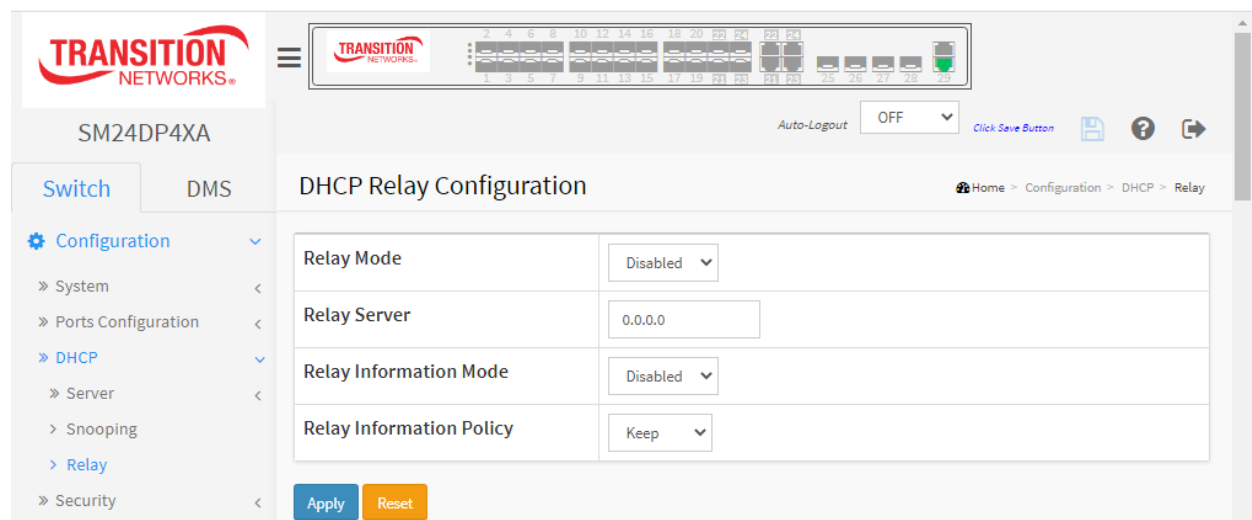 TRANSITION
NETWORKS®
TRANSITION
NETWORKS®
2 4 6 8 10 12 14 16 18 20 22 24 22 24
1 3 5 7 9 11 13 15 17 19 21 23 21 23 25 26 27 28 29
SM24DP4XA
Auto-Logout OFF Click Save Button
Switch DMS
DHCP Relay Configuration
Home > Configuration > DHCP > Relay
Configuration
» System
» Ports Configuration
» DHCP
» Server
> Snooping
> Relay
» Security
Relay Mode Disabled
Relay Server 0.0.0.0
Relay Information Mode Disabled
Relay Information Policy Keep
Apply Reset